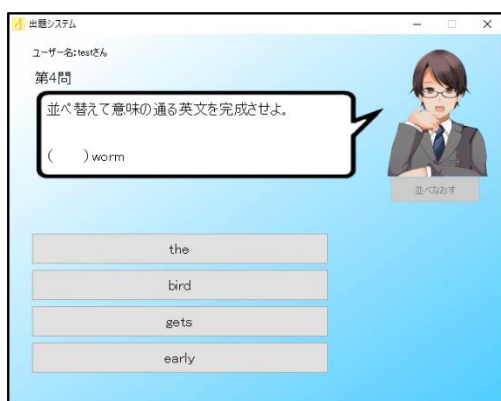 出題システム
ユーザー名:testさん
第4問
並べ替えて意味の通る英文を完成させよ。
(    )worm
並べなおす
the
bird
gets
early